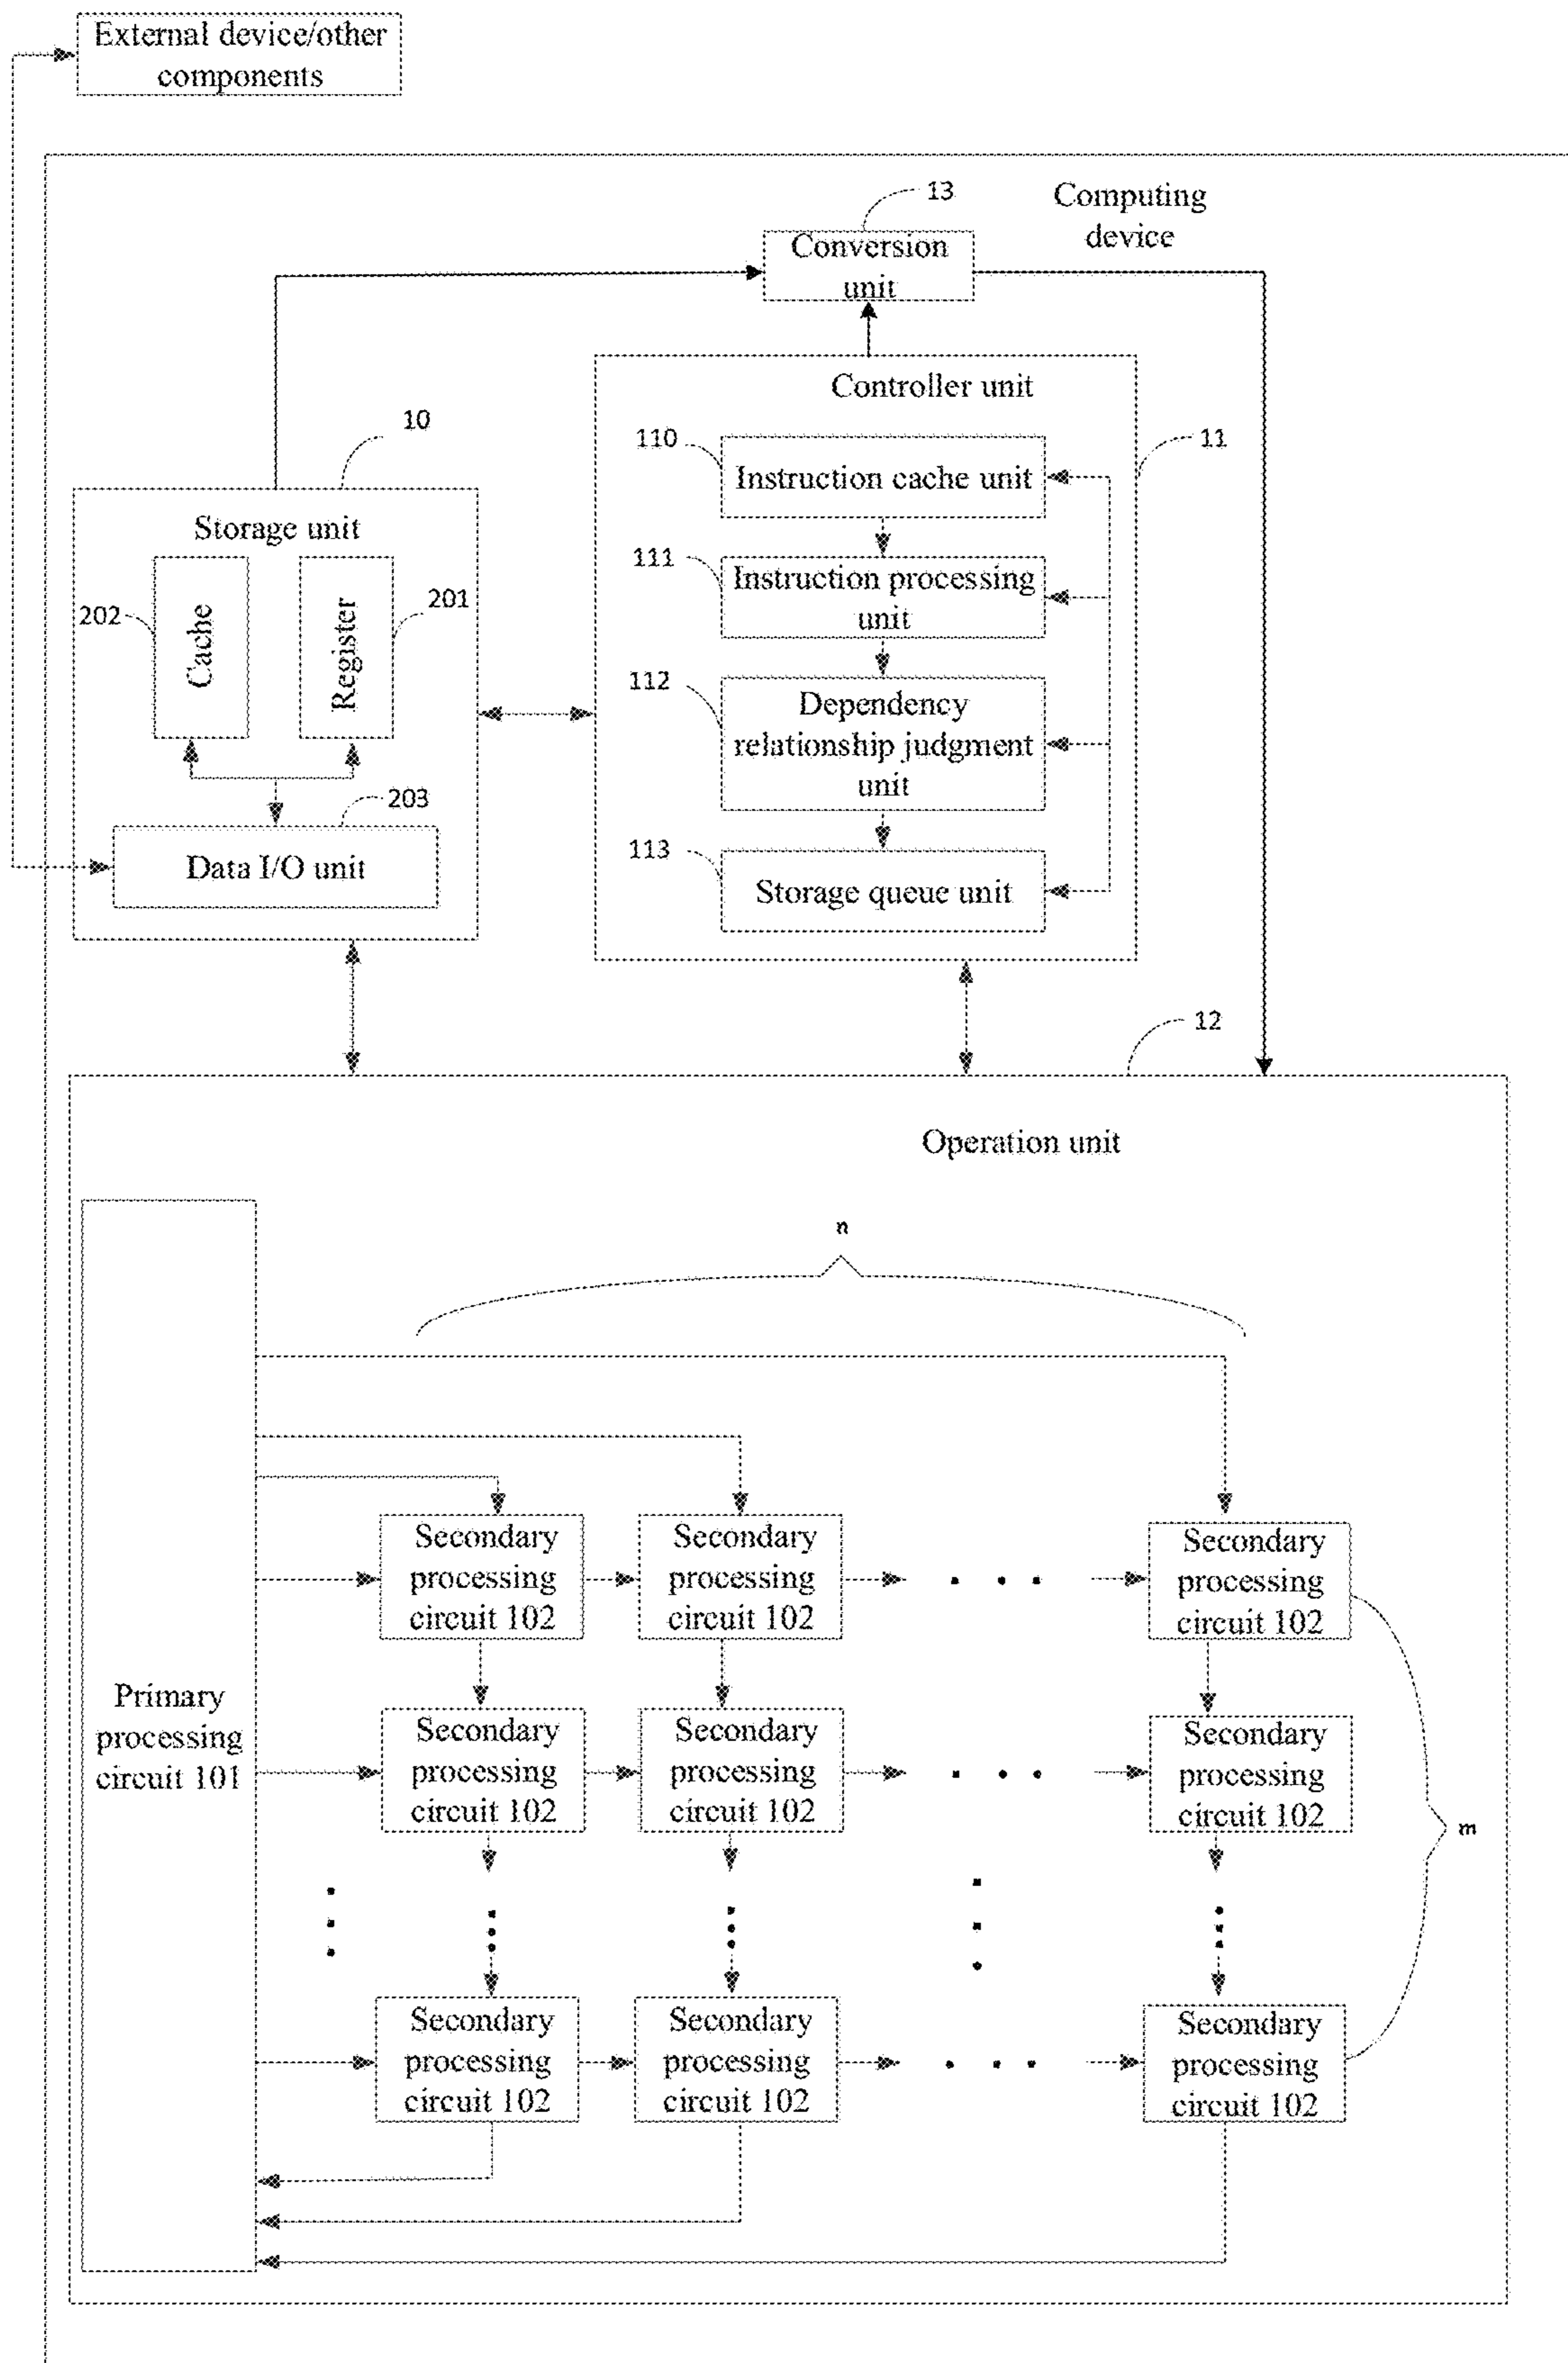 External device/other
components
13
Computing
device
Conversion
unit
Controller unit
10
110
11
Instruction cache unit
Storage unit
111
Instruction processing
unit
202
Cache
Register
201
112
Dependency
relationship judgment
unit
203
Data I/O unit
113
Storage queue unit
12
Operation unit
n
Secondary
processing
circuit 102
Secondary
processing
circuit 102
Secondary
processing
circuit 102
Primary
processing
circuit 101
Secondary
processing
circuit 102
Secondary
processing
circuit 102
Secondary
processing
circuit 102
m
Secondary
processing
circuit 102
Secondary
processing
circuit 102
Secondary
processing
circuit 102